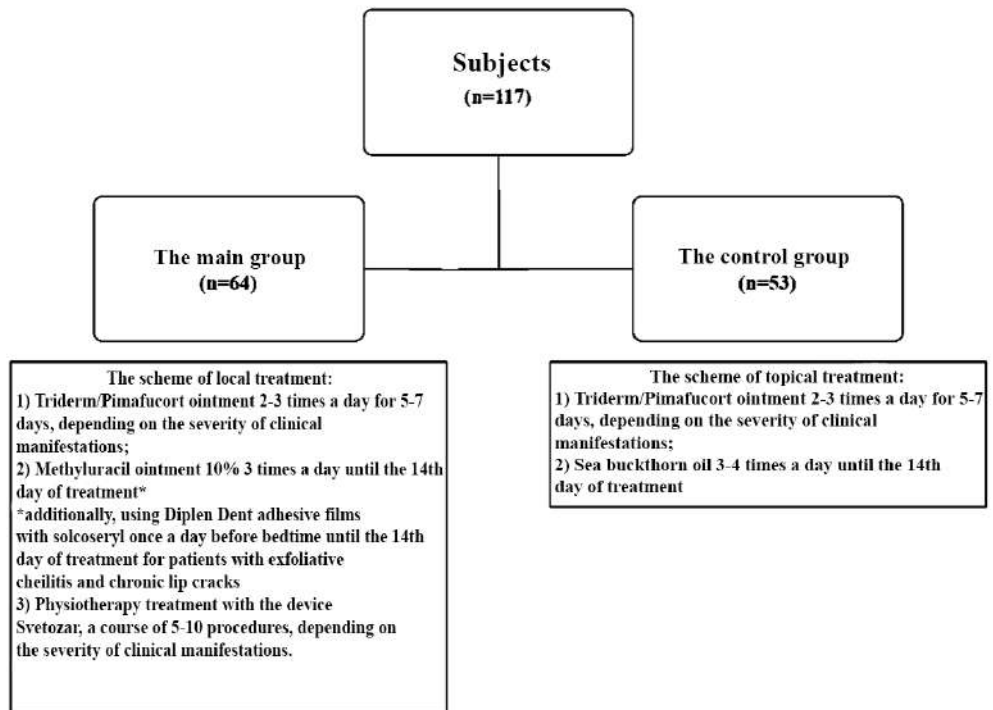 Subjects
(n=117)
The main group
(n=64)
The control group
(n=53)
The scheme of local treatment:
1) Triderm/Pimafucort ointment 2-3 times a day for 5-7
days, depending on the severity of clinical
manifestations;
2) Methyluracil ointment 10% 3 times a day until the 14th
day of treatment*
*additionally, using Diplen Dent adhesive films
with solcoseryl once a day before bedtime until the 14th
day of treatment for patients with exfoliative
cheilitis and chronic lip cracks
3) Physiotherapy treatment with the device
Svetozar, a course of 5-10 procedures, depending on
the severity of clinical manifestations.
The scheme of topical treatment:
1) Triderm/Pimafucort ointment 2-3 times a day for 5-7
days, depending on the severity of clinical
manifestations;
2) Sea buckthorn oil 3-4 times a day until the 14th
day of treatment